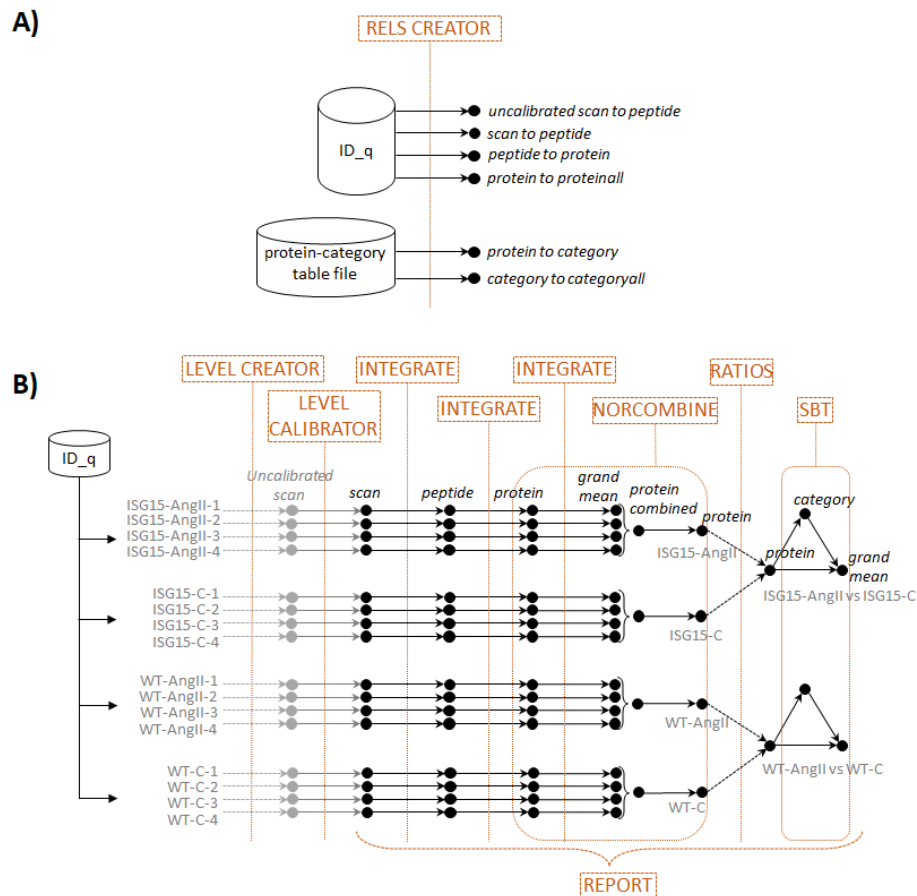 A)
RELS CREATOR
ID_q
uncalibrated scan to peptide
scan to peptide
peptide to protein
protein to proteinall
protein-category
table file
protein to category
category to categoryall
B)
LEVEL CREATOR
INTEGRATE
INTEGRATE
RATIOS
LEVEL
CALIBRATOR
INTEGRATE
NORCOMBINE
SBT
ID_q
Uncalibrated
scan
scan
peptide
protein
grand
mean
protein
combined
protein
category
protein
grand
mean
ISG15-AngII-1
ISG15-AngII-2
ISG15-AngII-3
ISG15-AngII-4
ISG15-AngII
ISG15-AngII vs ISG15-C
ISG15-C-1
ISG15-C-2
ISG15-C-3
ISG15-C-4
ISG15-C
WT-AngII-1
WT-AngII-2
WT-AngII-3
WT-AngII-4
WT-AngII
WT-AngII vs WT-C
WT-C-1
WT-C-2
WT-C-3
WT-C-4
WT-C
REPORT